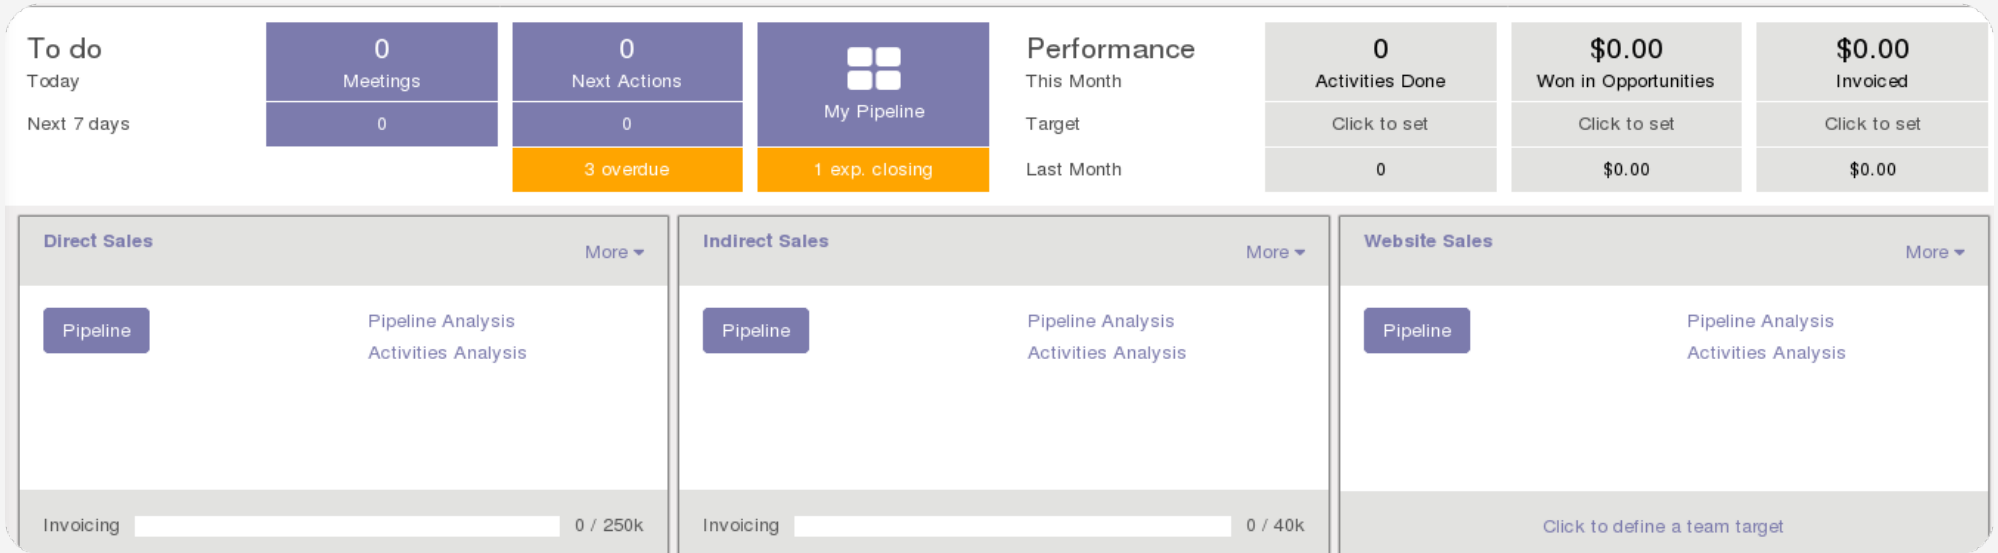 To do
Today
Next 7 days
0
Meetings
0
0
Next Actions
0
3 overdue
My Pipeline
1 exp. closing
Performance
This Month
Target
Last Month
0
Activities Done
Click to set
0
$0.00
Won in Opportunities
Click to set
$0.00
$0.00
Invoiced
Click to set
$0.00
Direct Sales
More
Pipeline
Pipeline Analysis
Activities Analysis
Invoicing 0 / 250k
Indirect Sales
More
Pipeline
Pipeline Analysis
Activities Analysis
Invoicing 0 / 40k
Website Sales
More
Pipeline
Pipeline Analysis
Activities Analysis
Click to define a team target